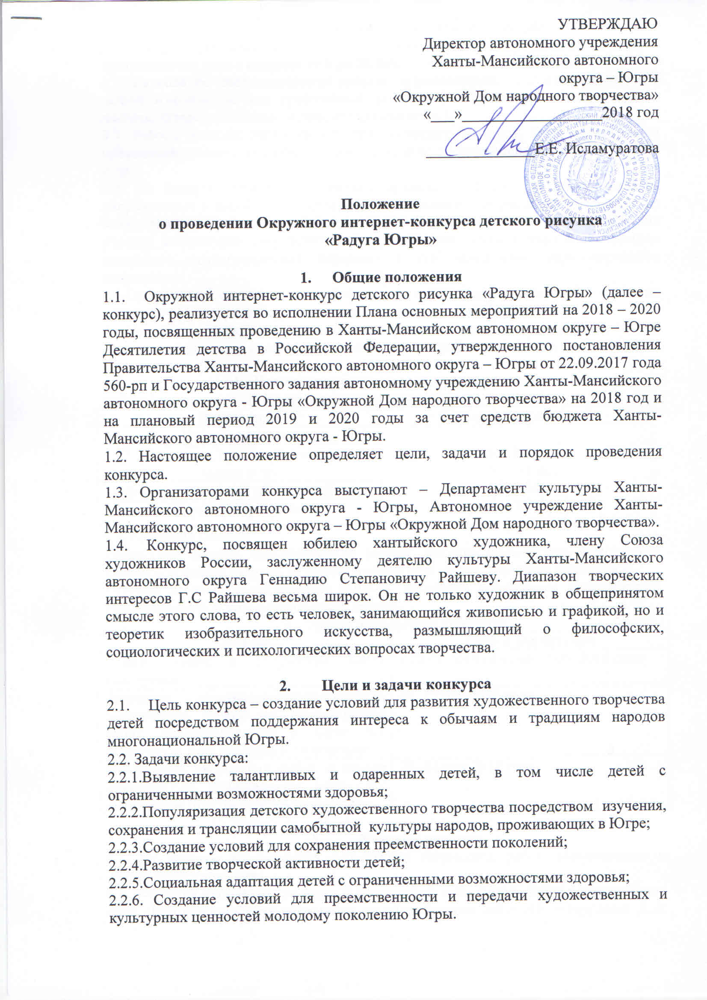 УТВЕРЖДАЮ
Директор автономного учреждения
Ханты-Мансийского автономного
округа – Югры
«Окружной Дом народного творчества»
«___»__________________2018 год
______________Е.Е. Исламуратова
Положение
о проведении Окружного интернет-конкурса детского рисунка
«Радуга Югры»
1. Общие положения
1.1. Окружной интернет-конкурс детского рисунка «Радуга Югры» (далее –
конкурс), реализуется во исполнении Плана основных мероприятий на 2018 – 2020
годы, посвященных проведению в Ханты-Мансийском автономном округе – Югре
Десятилетия детства в Российской Федерации, утвержденного постановления
Правительства Ханты-Мансийского автономного округа – Югры от 22.09.2017 года
560-рп и Государственного задания автономному учреждению Ханты-Мансийского
автономного округа - Югры «Окружной Дом народного творчества» на 2018 год и
на плановый период 2019 и 2020 годы за счет средств бюджета Ханты-
Мансийского автономного округа - Югры.
1.2. Настоящее положение определяет цели, задачи и порядок проведения
конкурса.
1.3. Организаторами конкурса выступают – Департамент культуры Ханты-
Мансийского автономного округа - Югры, Автономное учреждение Ханты-
Мансийского автономного округа – Югры «Окружной Дом народного творчества».
1.4. Конкурс, посвящен юбилею хантыйского художника, члену Союза
художников России, заслуженному деятелю культуры Ханты-Мансийского
автономного округа Геннадию Степановичу Райшеву. Диапазон творческих
интересов Г.С Райшева весьма широк. Он не только художник в общепринятом
смысле этого слова, то есть человек, занимающийся живописью и графикой, но и
теоретик изобразительного искусства, размышляющий о философских,
социологических и психологических вопросах творчества.
2. Цели и задачи конкурса
2.1. Цель конкурса – создание условий для развития художественного творчества
детей посредством поддержания интереса к обычаям и традициям народов
многонациональной Югры.
2.2. Задачи конкурса:
2.2.1.Выявление талантливых и одаренных детей, в том числе детей с
ограниченными возможностями здоровья;
2.2.2.Популяризация детского художественного творчества посредством изучения,
сохранения и трансляции самобытной культуры народов, проживающих в Югре;
2.2.3.Создание условий для сохранения преемственности поколений;
2.2.4.Развитие творческой активности детей;
2.2.5.Социальная адаптация детей с ограниченными возможностями здоровья;
2.2.6. Создание условий для преемственности и передачи художественных и
культурных ценностей молодому поколению Югры.